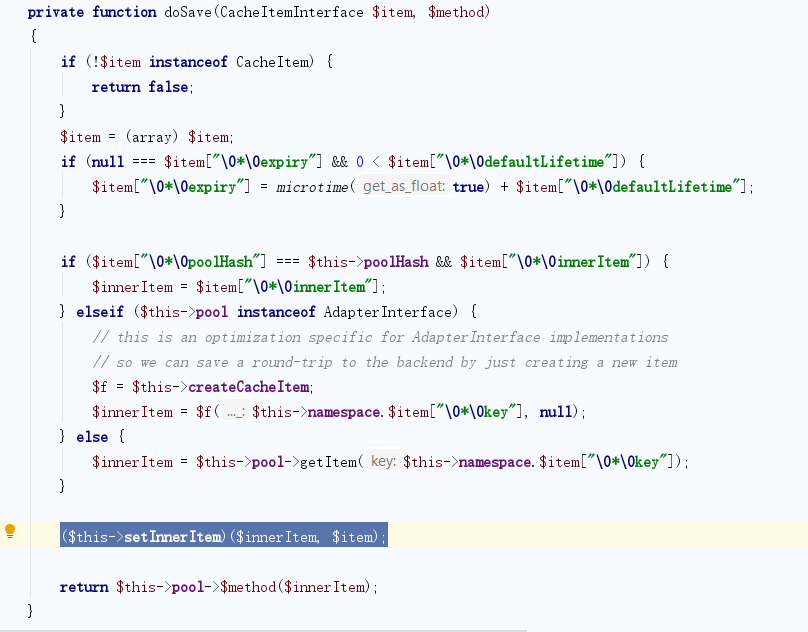 private function doSave(CacheItemInterface $item, $method)
{
    if (!$item instanceof CacheItem) {
        return false;
    }
    $item = (array) $item;
    if (null === $item["\0*\0expiry"] && 0 < $item["\0*\0defaultLifetime"]) {
        $item["\0*\0expiry"] = microtime( get_as_float: true) + $item["\0*\0defaultLifetime"];
    }

    if ($item["\0*\0poolHash"] === $this->poolHash && $item["\0*\0innerItem"]) {
        $innerItem = $item["\0*\0innerItem"];
    } elseif ($this->pool instanceof AdapterInterface) {
        // this is an optimization specific for AdapterInterface implementations
        // so we can save a round-trip to the backend by just creating a new item
        $f = $this->createCacheItem;
        $innerItem = $f( ..._: $this->namespace.$item["\0*\0key"], null);
    } else {
        $innerItem = $this->pool->getItem( key: $this->namespace.$item["\0*\0key"]);
    }

    ($this->setInnerItem)($innerItem, $item);

    return $this->pool->$method($innerItem);
}